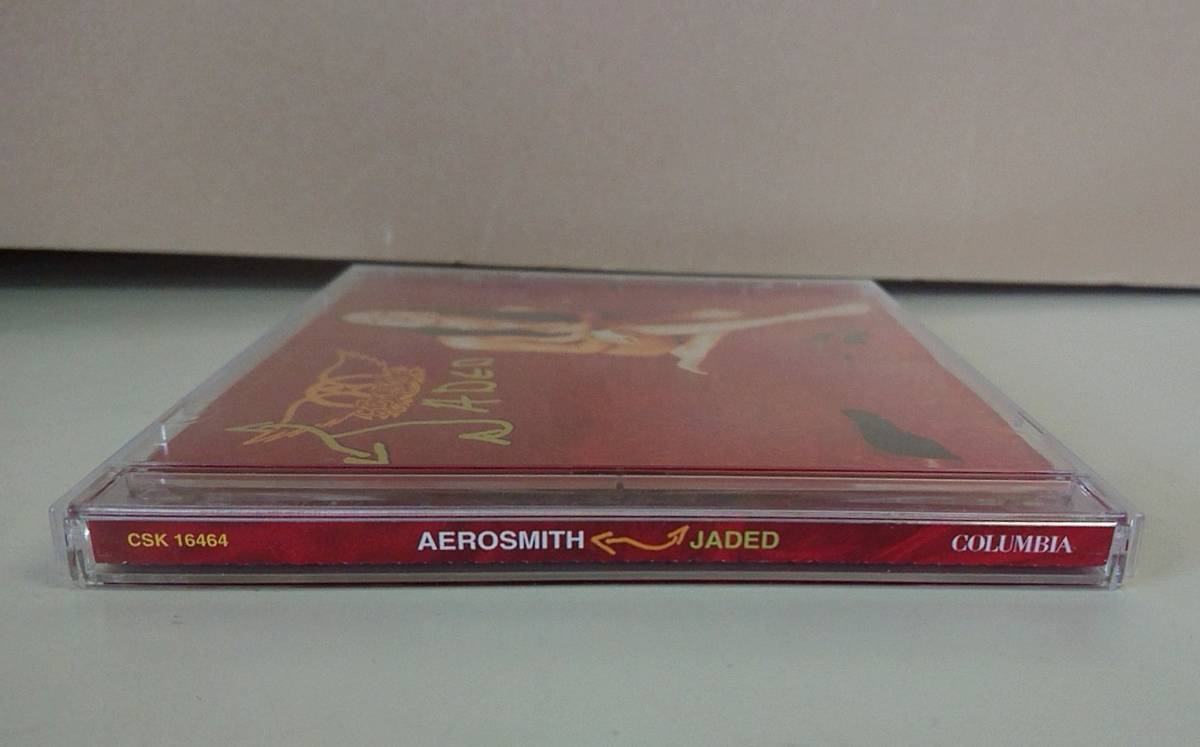 JADED
CSK 16464 AEROSMITH JADED COLUMBIA